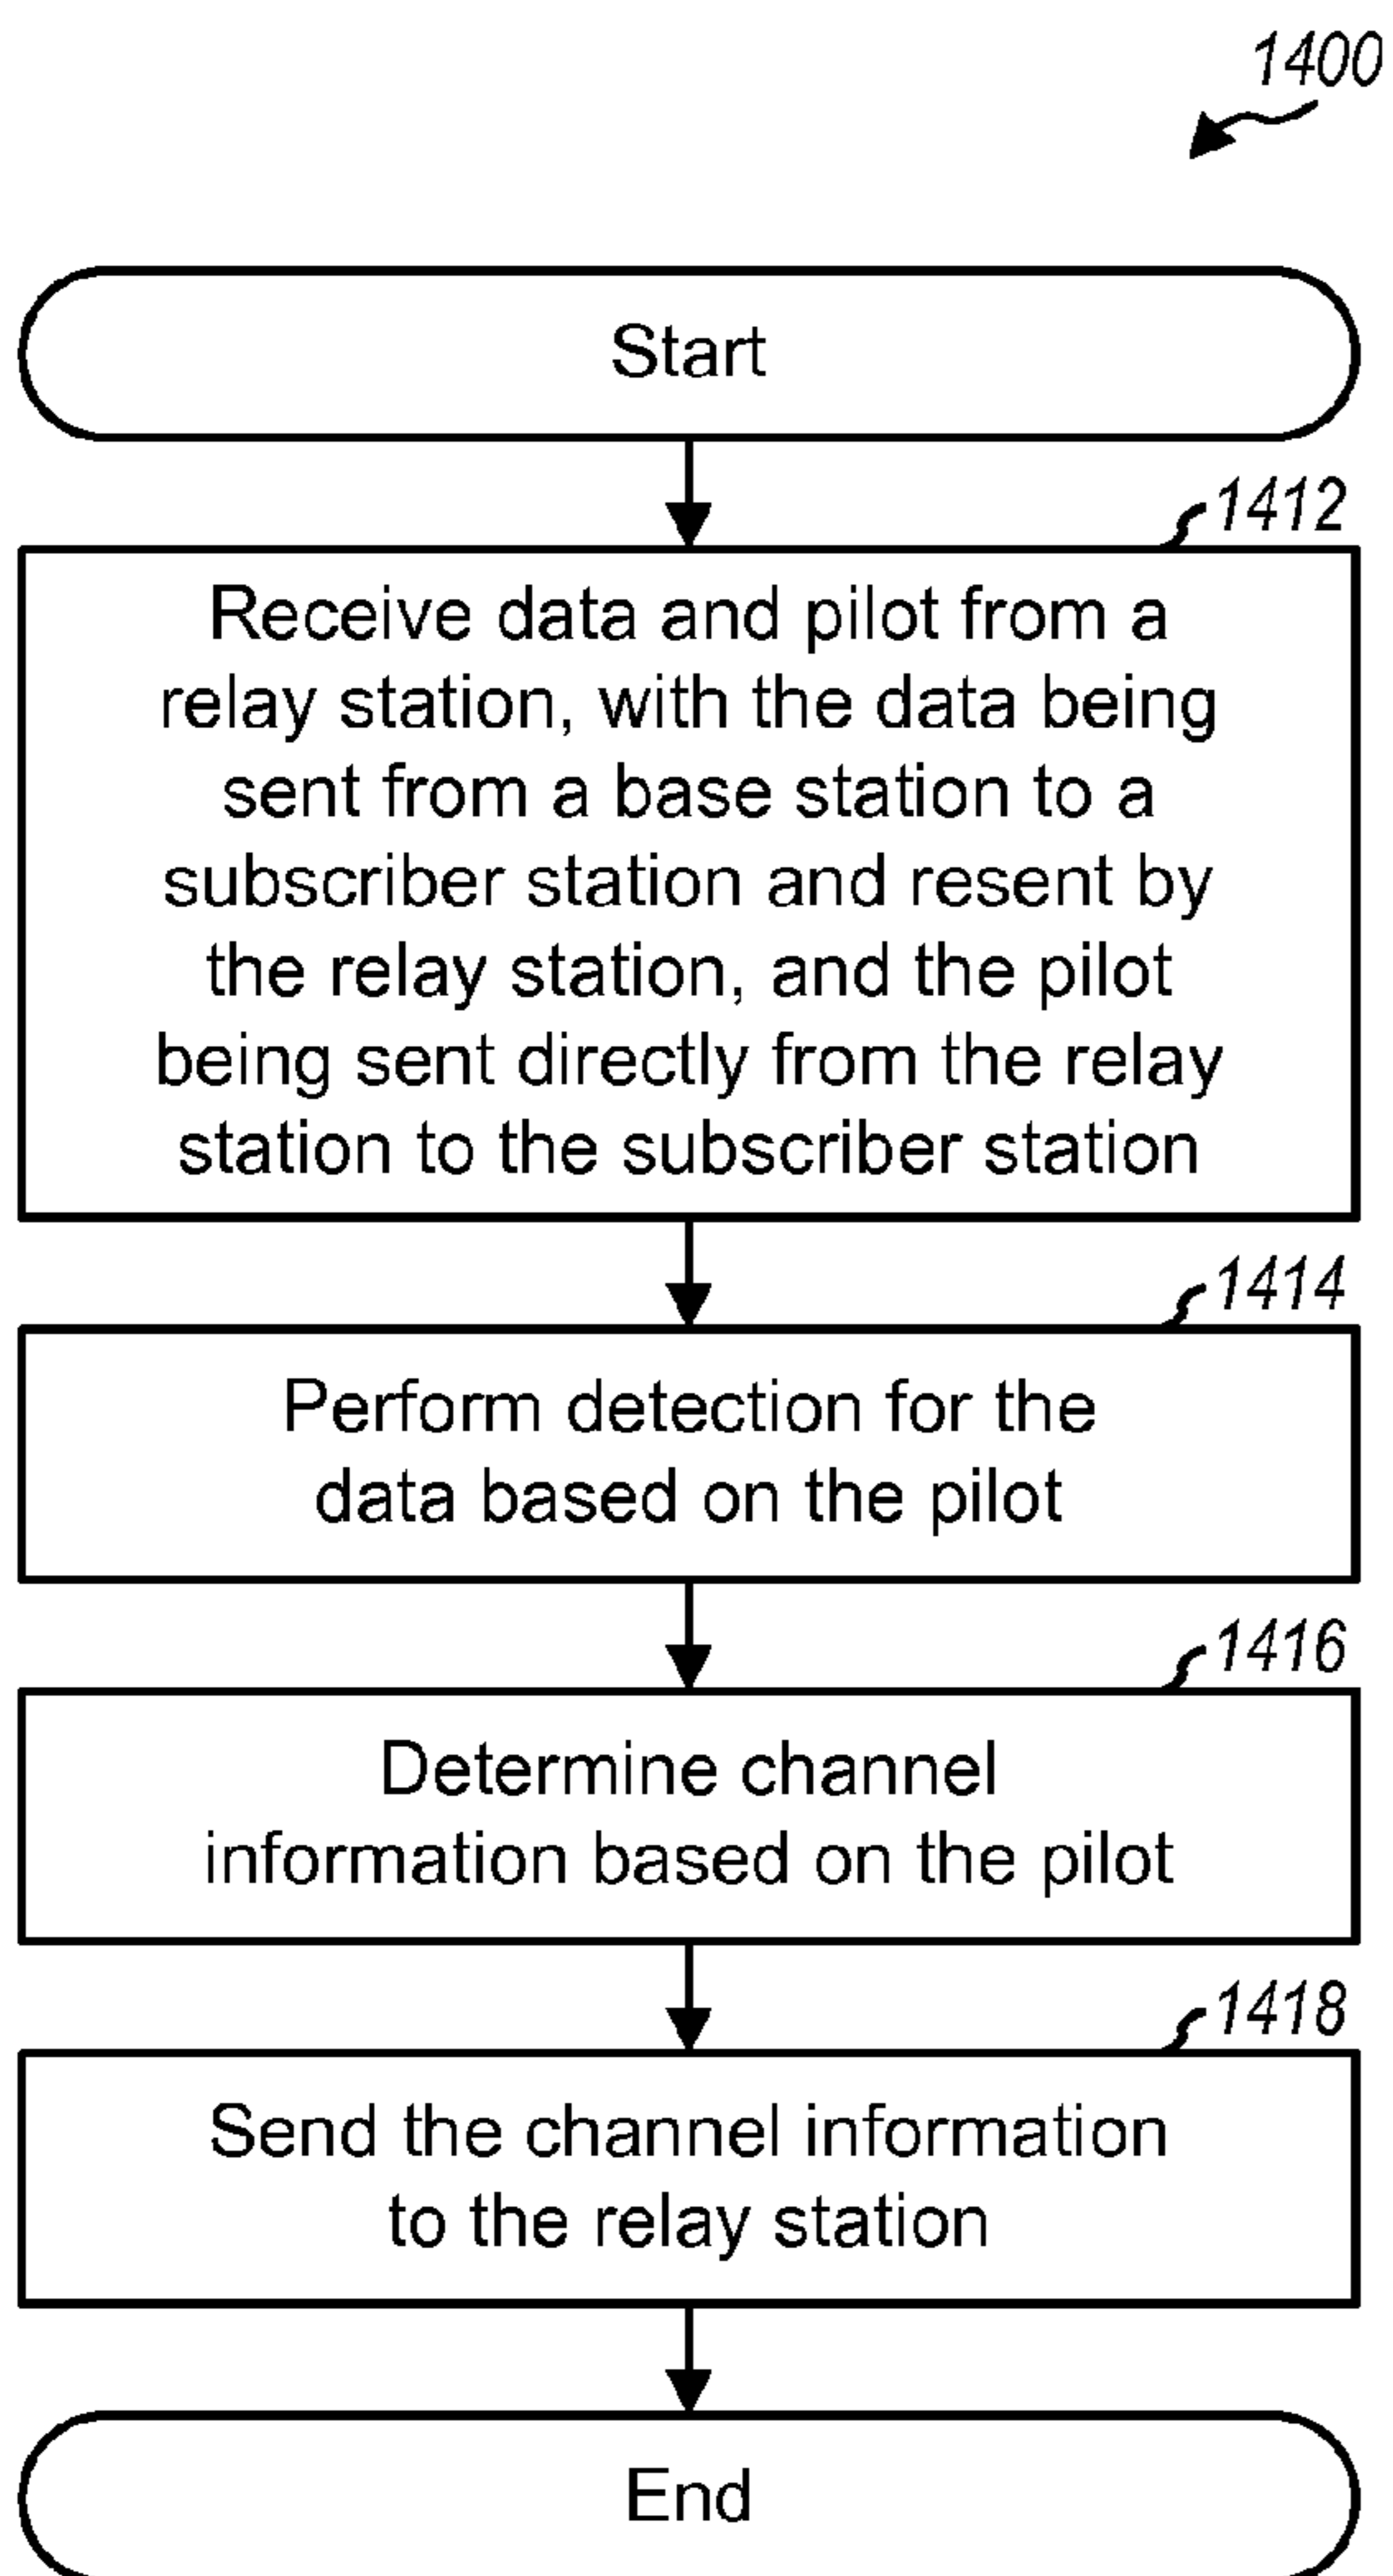 1400
Start
1412
Receive data and pilot from a
relay station, with the data being
sent from a base station to a
subscriber station and resent by
the relay station, and the pilot
being sent directly from the relay
station to the subscriber station
1414
Perform detection for the
data based on the pilot
1416
Determine channel
information based on the pilot
1418
Send the channel information
to the relay station
End